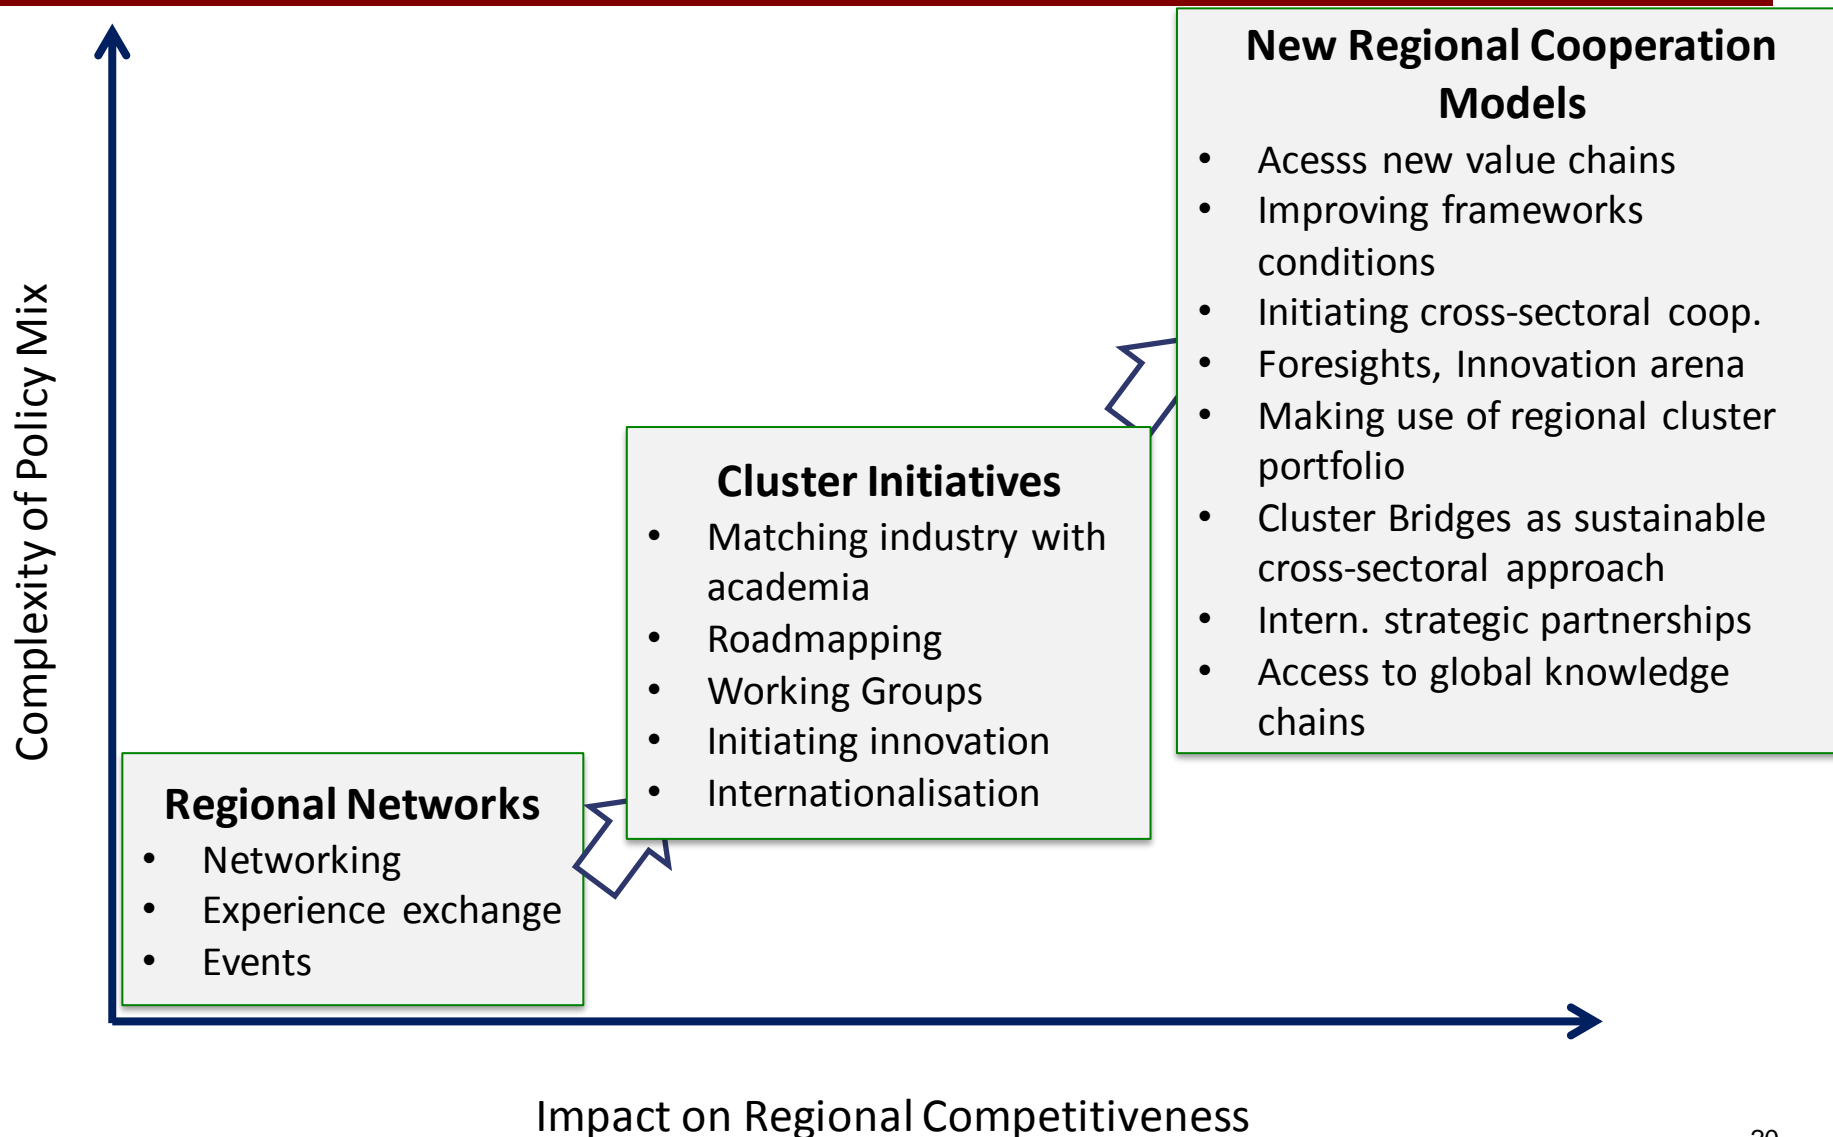 New Regional Cooperation
Models
• Acesss new value chains
• Improving frameworks
conditions
• Initiating cross-sectoral coop.
• Foresights, Innovation arena
• Making use of regional cluster
portfolio
• Cluster Bridges as sustainable
cross-sectoral approach
• Intern. strategic partnerships
• Access to global knowledge
chains
Complexity of Policy Mix
Cluster Initiatives
• Matching industry with
academia
• Roadmapping
• Working Groups
• Initiating innovation
• Internationalisation
Regional Networks
• Networking
• Experience exchange
• Events
Impact on Regional Competitiveness